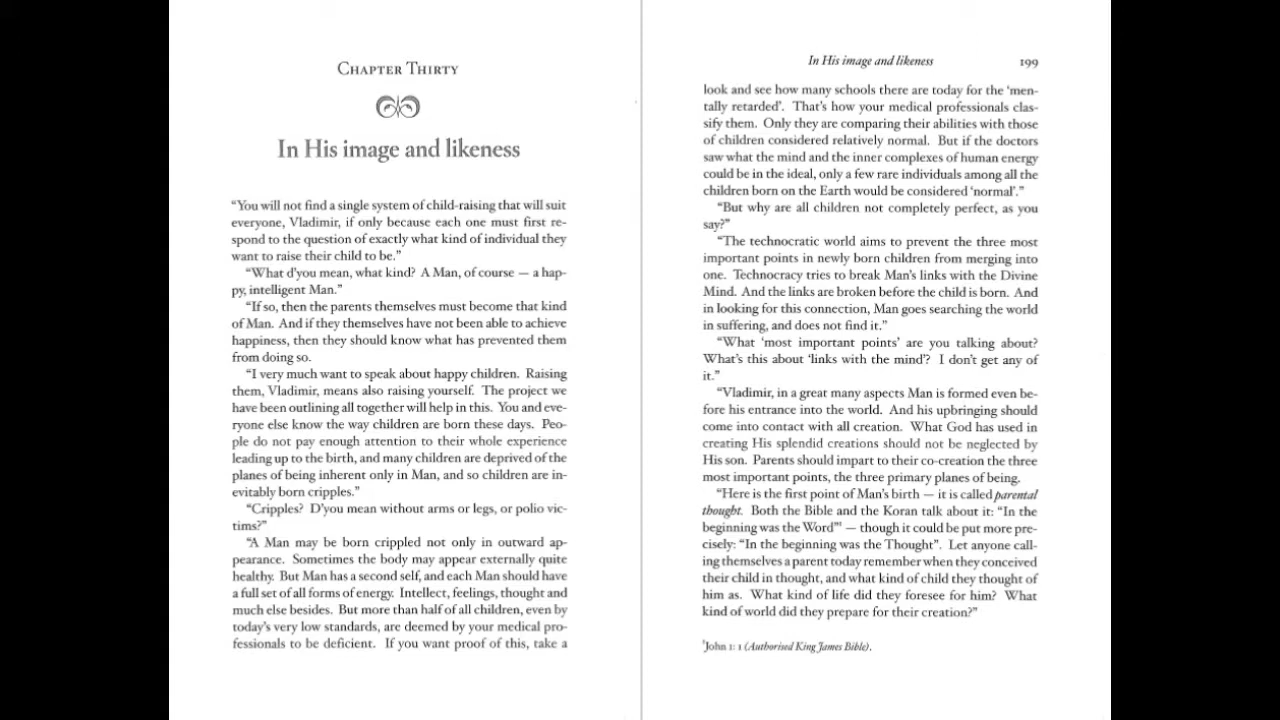 CHAPTER THIRTY
In His image and likeness
“You will not find a single system of child-raising that will suit
everyone, Vladimir, if only because each one must first re-
spond to the question of exactly what kind of individual they
want to raise their child to be.”
“What d’you mean, what kind? A Man, of course — a hap-
py, intelligent Man.”
“If so, then the parents themselves must become that kind
of Man. And if they themselves have not been able to achieve
happiness, then they should know what has prevented them
from doing so.
“I very much want to speak about happy children. Raising
them, Vladimir, means also raising yourself. The project we
have been outlining all together will help in this. You and eve-
ryone else know the way children are born these days. Peo-
ple do not pay enough attention to their whole experience
leading up to the birth, and many children are deprived of the
planes of being inherent only in Man, and so children are in-
evitably born cripples.”
“Cripples? D’you mean without arms or legs, or polio vic-
tims?”
“A Man may be born crippled not only in outward ap-
pearance. Sometimes the body may appear externally quite
healthy. But Man has a second self, and each Man should have
a full set of all forms of energy. Intellect, feelings, thought and
much else besides. But more than half of all children, even by
today’s very low standards, are deemed by your medical pro-
fessionals to be deficient. If you want proof of this, take a
In His image and likeness 199
look and see how many schools there are today for the ‘men-
tally retarded’. That’s how your medical professionals clas-
sify them. Only they are comparing their abilities with those
of children considered relatively normal. But if the doctors
saw what the mind and the inner complexes of human energy
could be in the ideal, only a few rare individuals among all the
children born on the Earth would be considered ‘normal’.”
“But why are all children not completely perfect, as you
say?”
“The technocratic world aims to prevent the three most
important points in newly born children from merging into
one. Technocracy tries to break Man’s links with the Divine
Mind. And the links are broken before the child is born. And
in looking for this connection, Man goes searching the world
in suffering, and does not find it.”
“What ‘most important points’ are you talking about?
What’s this about ‘links with the mind’? I don’t get any of
it.”
“Vladimir, in a great many aspects Man is formed even be-
fore his entrance into the world. And his upbringing should
come into contact with all creation. What God has used in
creating His splendid creations should not be neglected by
His son. Parents should impart to their co-creation the three
most important points, the three primary planes of being.
“Here is the first point of Man’s birth — it is called parental
thought. Both the Bible and the Koran talk about it: “In the
beginning was the Word”¹ — though it could be put more pre-
cisely: “In the beginning was the Thought”. Let anyone call-
ing themselves a parent today remember when they conceived
their child in thought, and what kind of child they thought of
him as. What kind of life did they foresee for him? What
kind of world did they prepare for their creation?”
¹John 1: 1 (Authorised King James Bible).